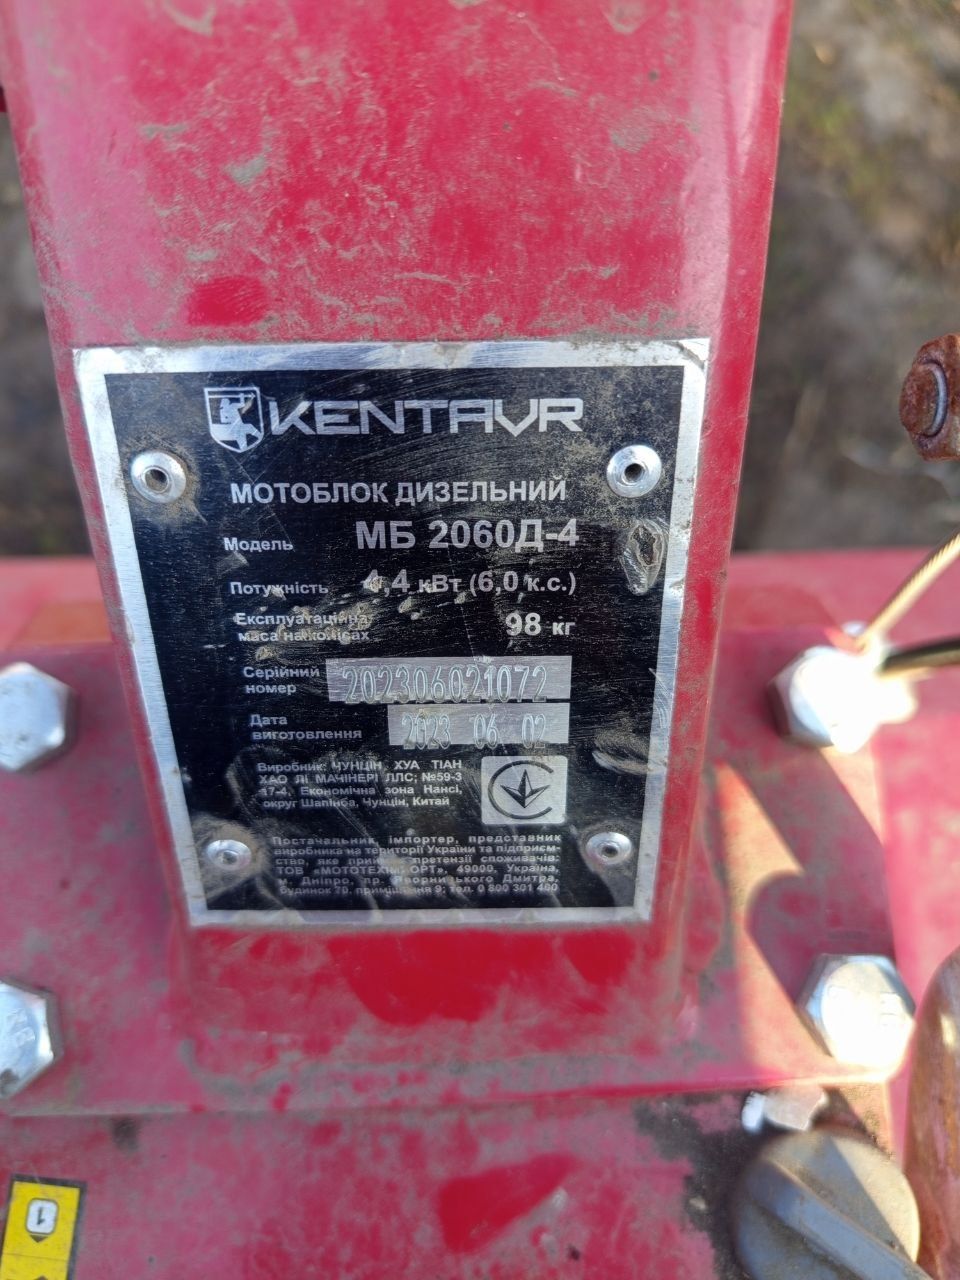 KENTAVR
МОТОБЛОК ДИЗЕЛЬНИЙ
Модель МБ 2060Д-4
Потужність 4,4 кВт (6,0 к.с.)
Експлуатаційна
маса на колісах 98 кг
Серійний
номер 202306021072
Дата
виготовлення 2023 06 02
Виробник: ЧУНЦІН ХУА ТІАН
ХАО ЛІ МАЧІНЕРІ ЛЛС; №59-3
17-4, Економічна зона Нансі,
округ Шапінба, Чунцін, Китай
Постачальник, імпортер, представник
виробника на території України та підприєм-
ство, яке приймає претензії споживачів:
ТОВ «МОТОТЕХІМПОРТ», 49000, Україна,
м. Дніпро, пр. Яворницького Дмитра,
будинок 70, приміщення 9; тел. 0 800 301 400
1